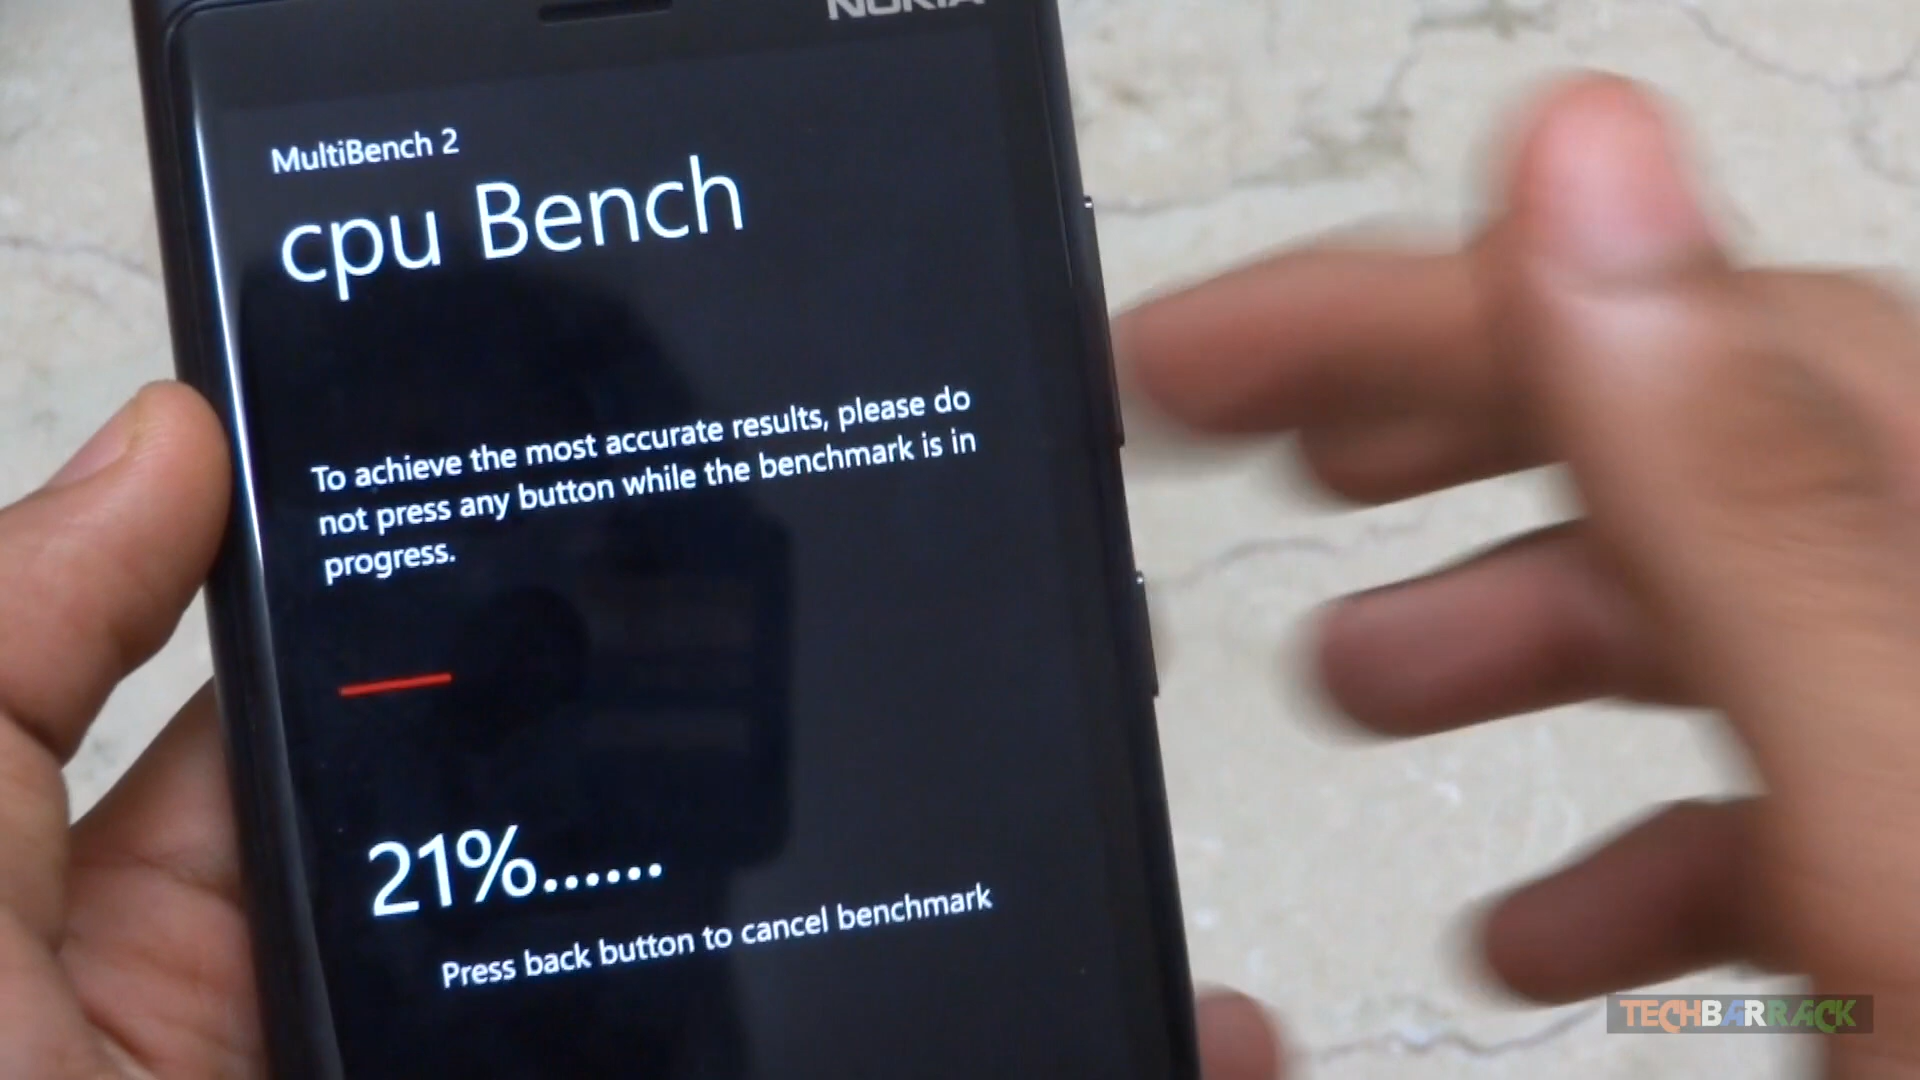 NOKIA
MultiBench 2
cpu Bench
To achieve the most accurate results, please do
not press any button while the benchmark is in
progress.
21%......
Press back button to cancel benchmark
TECHBARRACK